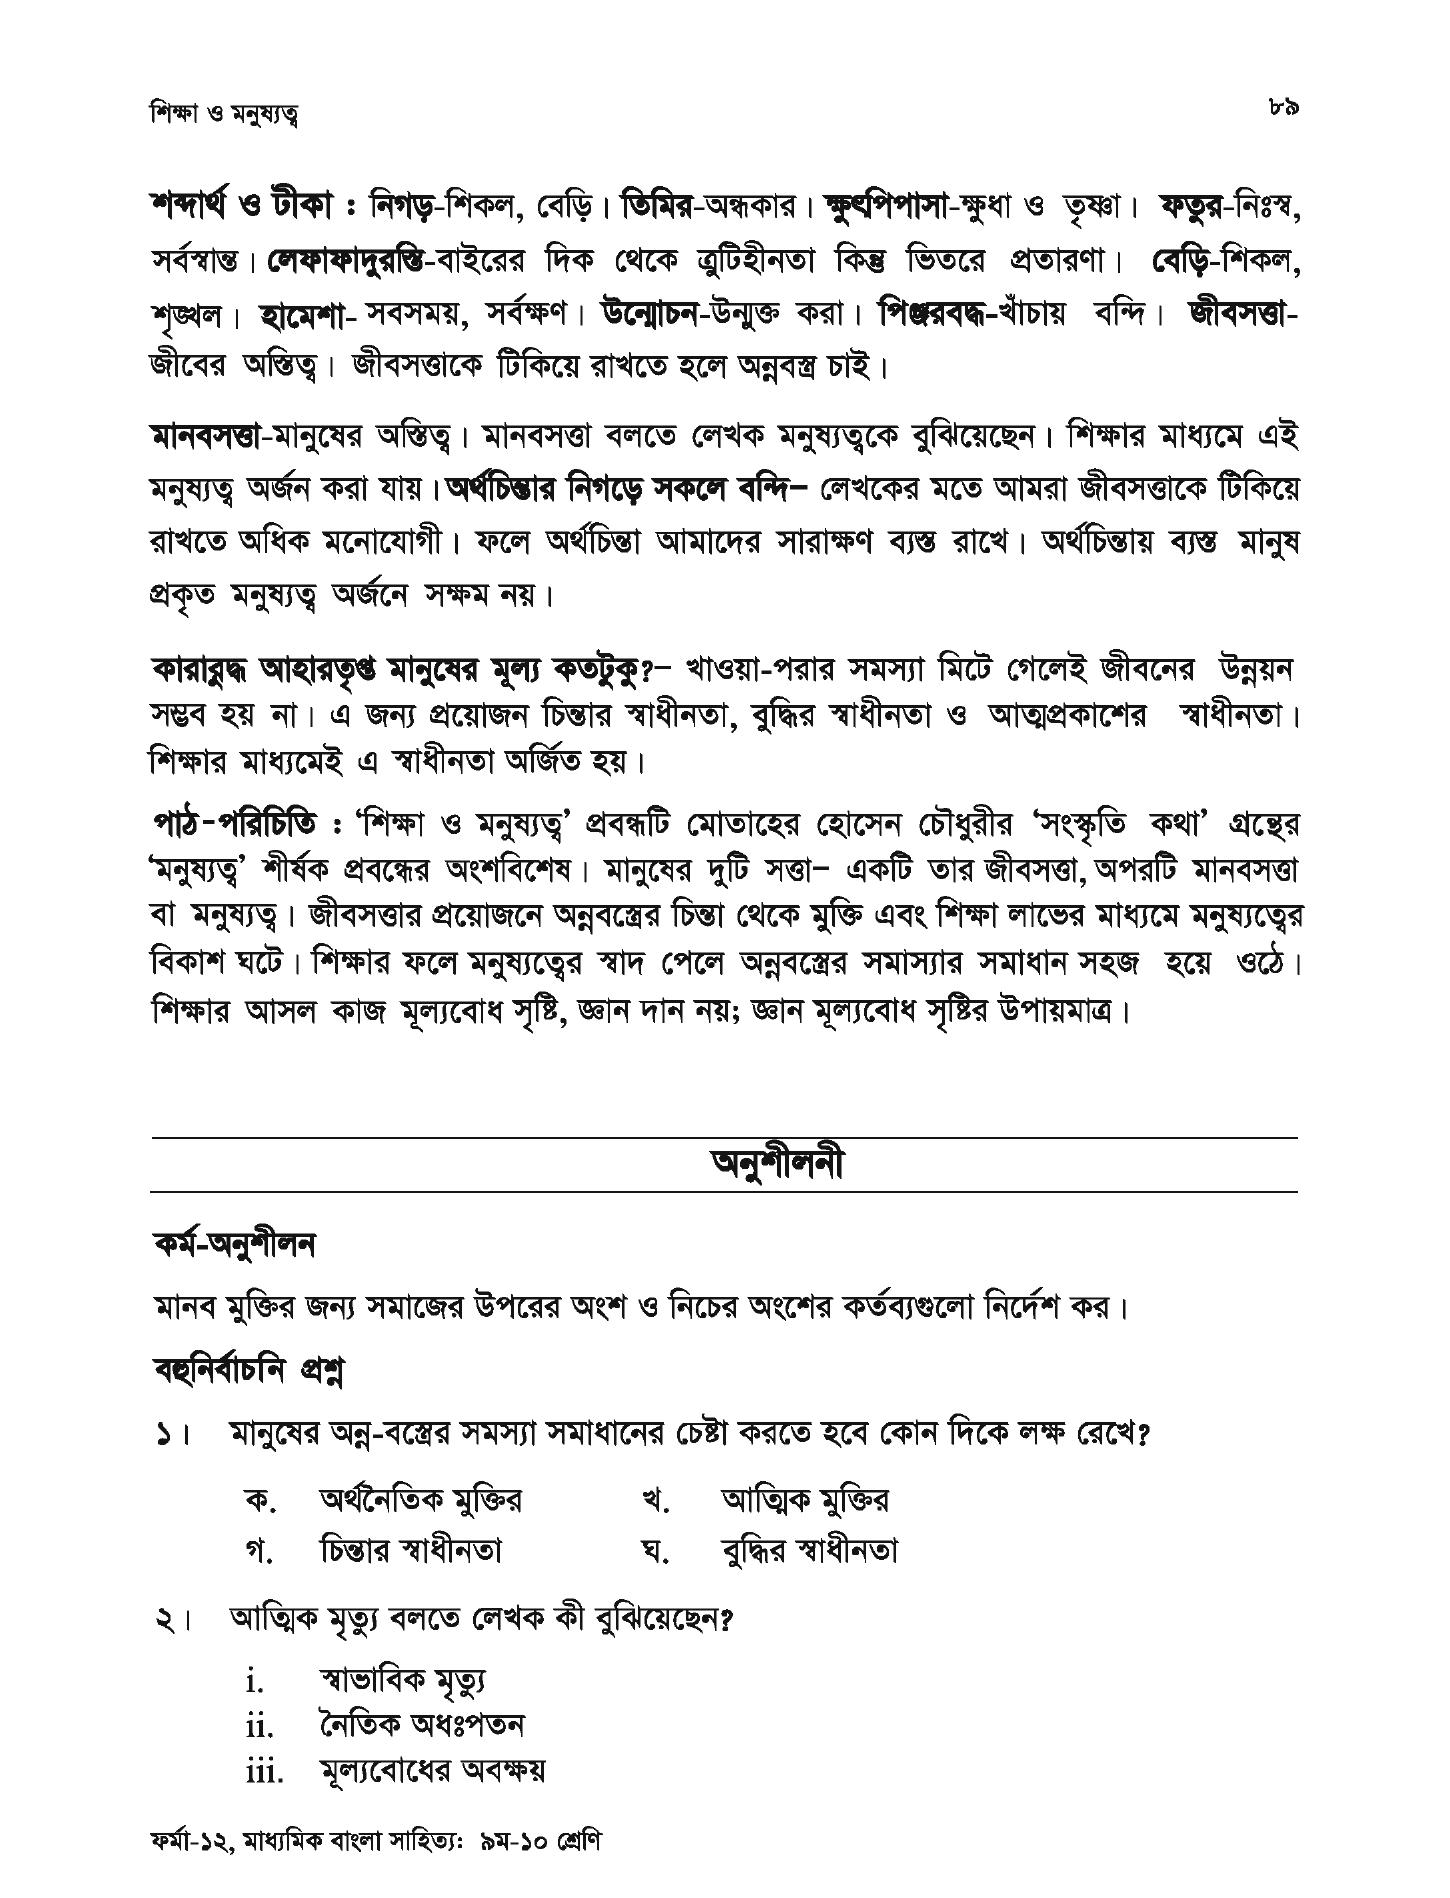 শিক্ষা ও মনুষ্যত্ব ৮৯
শব্দার্থ ও টীকা : নিগড়-শিকল, বেড়ি। তিমির-অন্ধকার। ক্ষুৎপিপাসা-ক্ষুধা ও তৃষ্ণা। ফতুর-নিঃস্ব,
সর্বস্বান্ত। লেফাফাদুরস্তি-বাইরের দিক থেকে ত্রুটিহীনতা কিন্তু ভিতরে প্রতারণা। বেড়ি-শিকল,
শৃঙ্খল। হামেশা- সবসময়, সর্বক্ষণ। উন্মোচন-উন্মুক্ত করা। পিঞ্জরবদ্ধ-খাঁচায় বন্দি। জীবসত্তা-
জীবের অস্তিত্ব। জীবসত্তাকে টিকিয়ে রাখতে হলে অন্নবস্ত্র চাই।
মানবসত্তা-মানুষের অস্তিত্ব। মানবসত্তা বলতে লেখক মনুষ্যত্বকে বুঝিয়েছেন। শিক্ষার মাধ্যমে এই
মনুষ্যত্ব অর্জন করা যায়। অর্থচিন্তার নিগড়ে সকলে বন্দি– লেখকের মতে আমরা জীবসত্তাকে টিকিয়ে
রাখতে অধিক মনোযোগী। ফলে অর্থচিন্তা আমাদের সারাক্ষণ ব্যস্ত রাখে। অর্থচিন্তায় ব্যস্ত মানুষ
প্রকৃত মনুষ্যত্ব অর্জনে সক্ষম নয়।
কারারুদ্ধ আহারতৃপ্ত মানুষের মূল্য কতটুকু?– খাওয়া-পরার সমস্যা মিটে গেলেই জীবনের উন্নয়ন
সম্ভব হয় না। এ জন্য প্রয়োজন চিন্তার স্বাধীনতা, বুদ্ধির স্বাধীনতা ও আত্মপ্রকাশের স্বাধীনতা।
শিক্ষার মাধ্যমেই এ স্বাধীনতা অর্জিত হয়।
পাঠ-পরিচিতি : ‘শিক্ষা ও মনুষ্যত্ব’ প্রবন্ধটি মোতাহের হোসেন চৌধুরীর ‘সংস্কৃতি কথা’ গ্রন্থের
‘মনুষ্যত্ব’ শীর্ষক প্রবন্ধের অংশবিশেষ। মানুষের দুটি সত্তা– একটি তার জীবসত্তা, অপরটি মানবসত্তা
বা মনুষ্যত্ব। জীবসত্তার প্রয়োজনে অন্নবস্ত্রের চিন্তা থেকে মুক্তি এবং শিক্ষা লাভের মাধ্যমে মনুষ্যত্বের
বিকাশ ঘটে। শিক্ষার ফলে মনুষ্যত্বের স্বাদ পেলে অন্নবস্ত্রের সমাস্যার সমাধান সহজ হয়ে ওঠে।
শিক্ষার আসল কাজ মূল্যবোধ সৃষ্টি, জ্ঞান দান নয়; জ্ঞান মূল্যবোধ সৃষ্টির উপায়মাত্র।
অনুশীলনী
কর্ম-অনুশীলন
মানব মুক্তির জন্য সমাজের উপরের অংশ ও নিচের অংশের কর্তব্যগুলো নির্দেশ কর।
বহুনির্বাচনি প্রশ্ন
১। মানুষের অন্ন-বস্ত্রের সমস্যা সমাধানের চেষ্টা করতে হবে কোন দিকে লক্ষ রেখে?
ক. অর্থনৈতিক মুক্তির খ. আত্মিক মুক্তির
গ. চিন্তার স্বাধীনতা ঘ. বুদ্ধির স্বাধীনতা
২। আত্মিক মৃত্যু বলতে লেখক কী বুঝিয়েছেন?
i. স্বাভাবিক মৃত্যু
ii. নৈতিক অধঃপতন
iii. মূল্যবোধের অবক্ষয়
ফর্মা-১২, মাধ্যমিক বাংলা সাহিত্য: ৯ম-১০ শ্রেণি